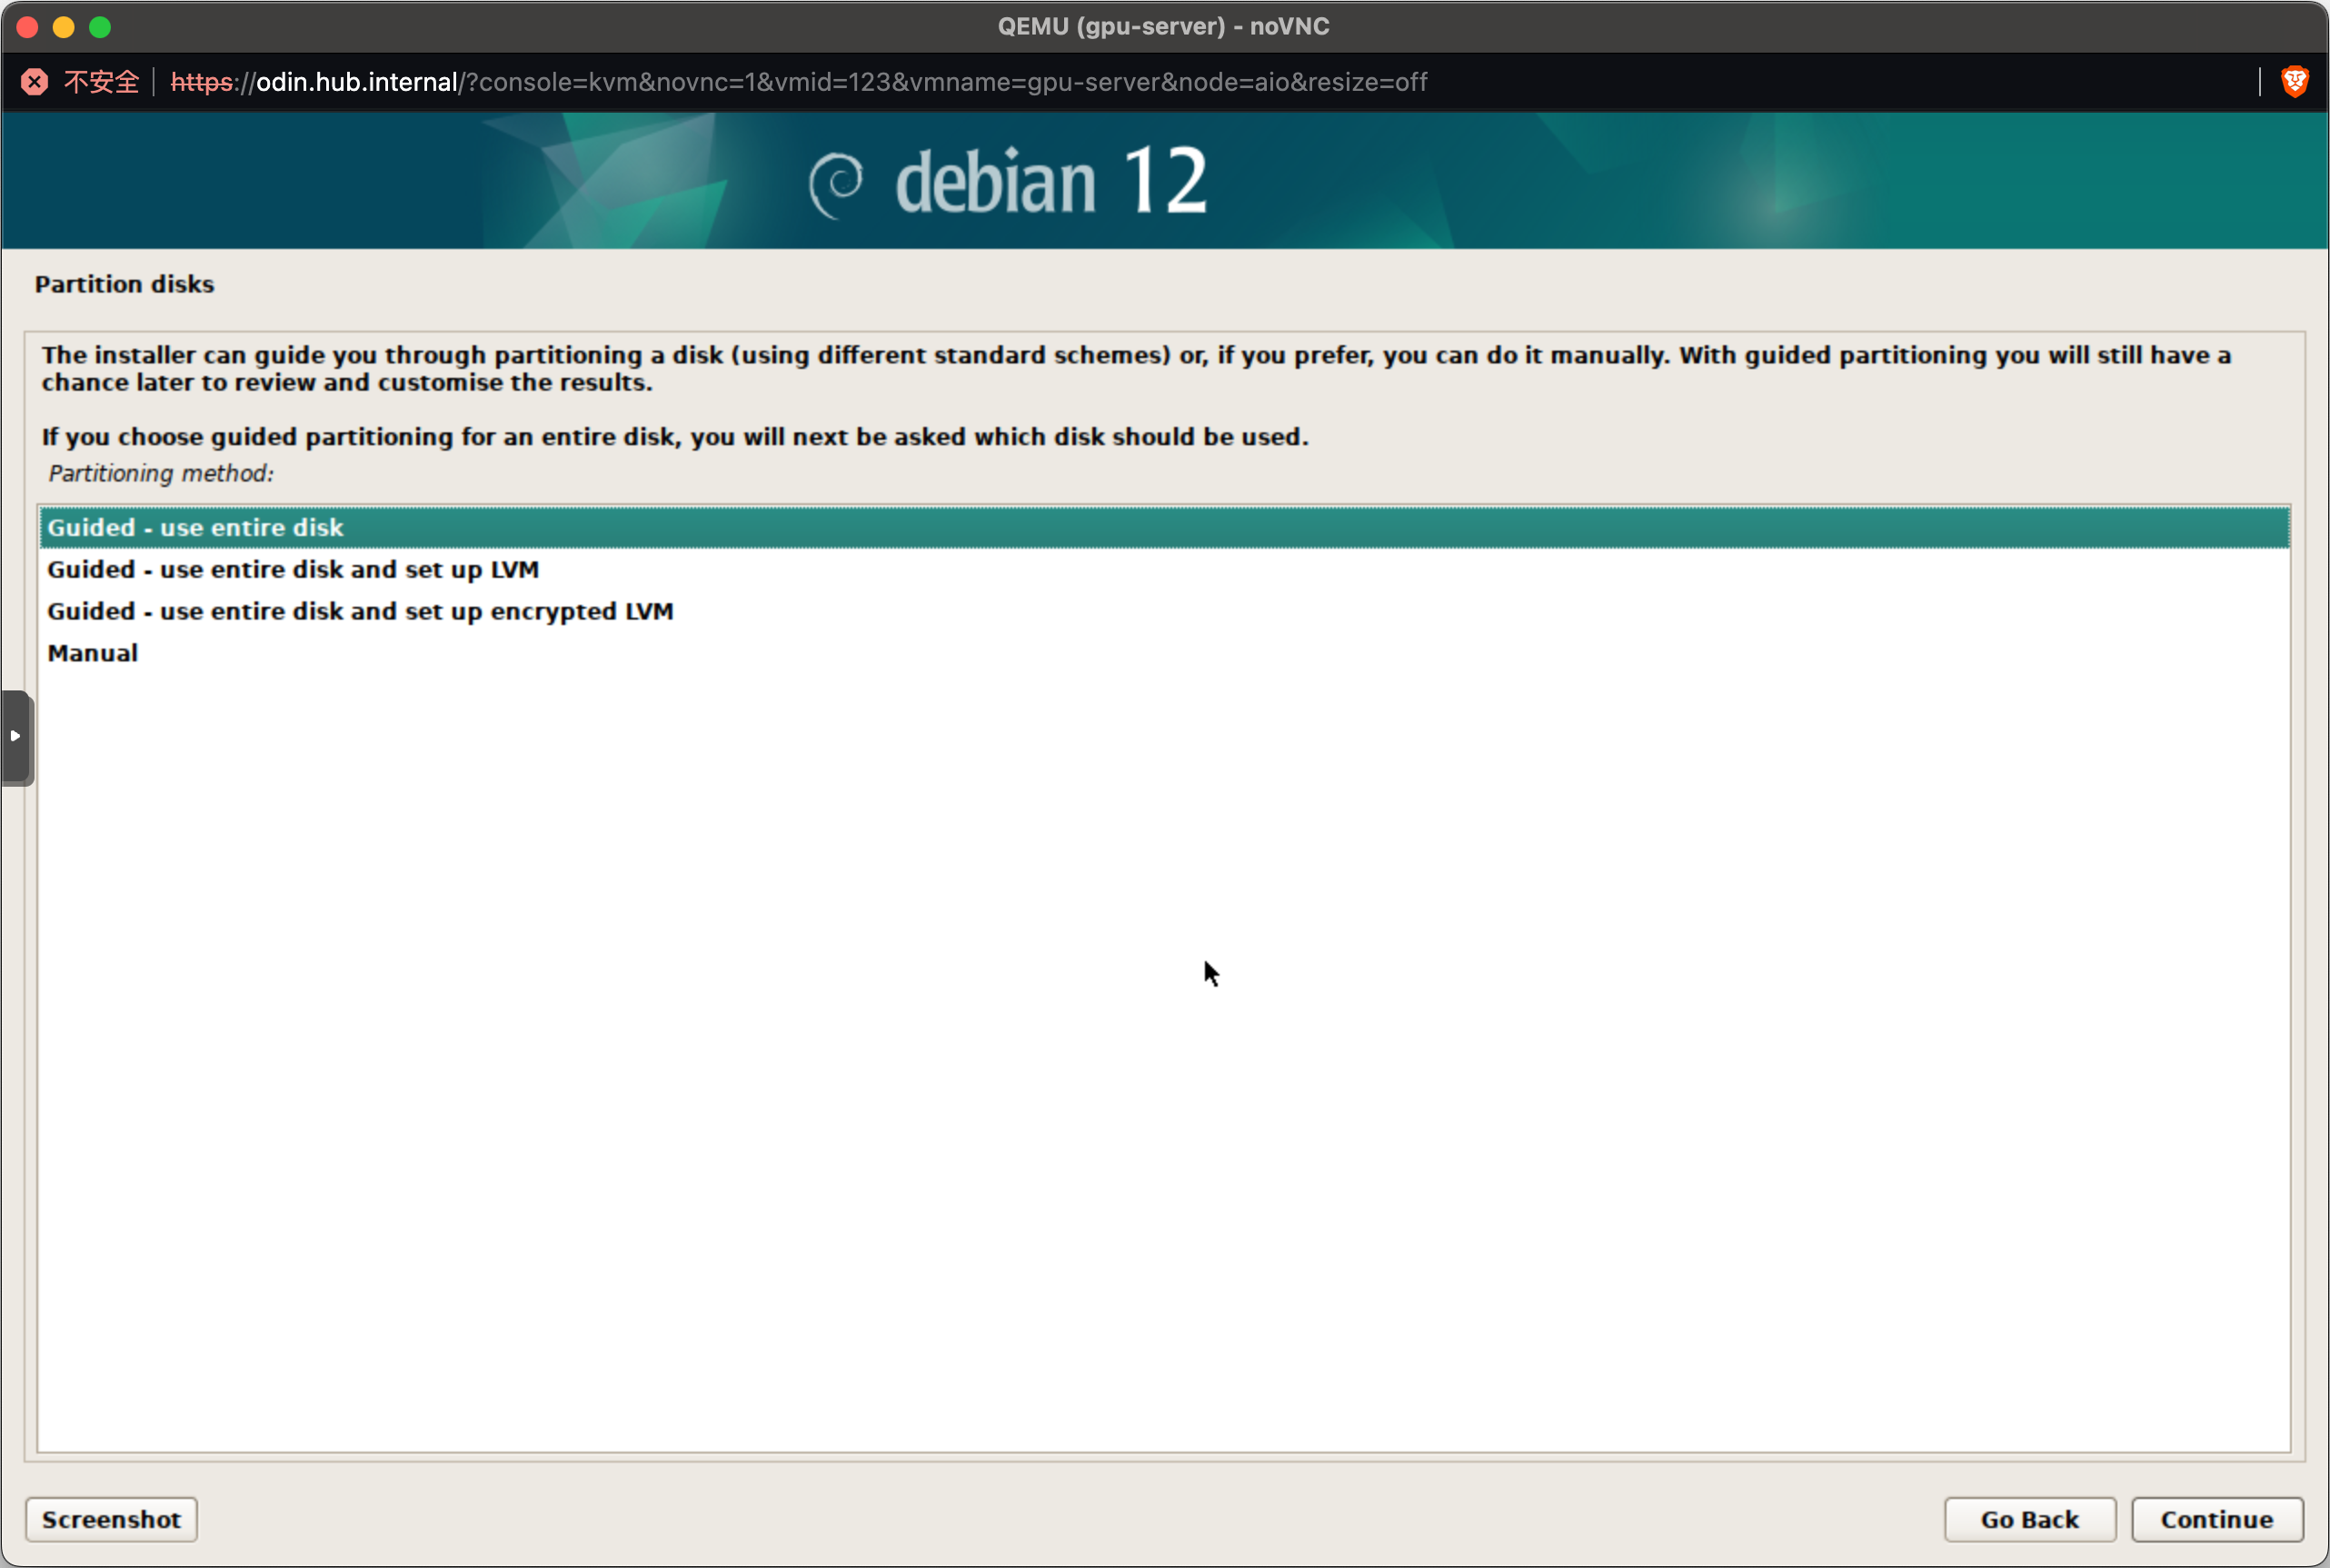 QEMU (gpu-server) - noVNC
不安全 https://odin.hub.internal/?console=kvm&novnc=1&vmid=123&vmname=gpu-server&node=aio&resize=off
debian 12
Partition disks
The installer can guide you through partitioning a disk (using different standard schemes) or, if you prefer, you can do it manually. With guided partitioning you will still have a
chance later to review and customise the results.
If you choose guided partitioning for an entire disk, you will next be asked which disk should be used.
Partitioning method:
Guided - use entire disk
Guided - use entire disk and set up LVM
Guided - use entire disk and set up encrypted LVM
Manual
Screenshot
Go Back
Continue